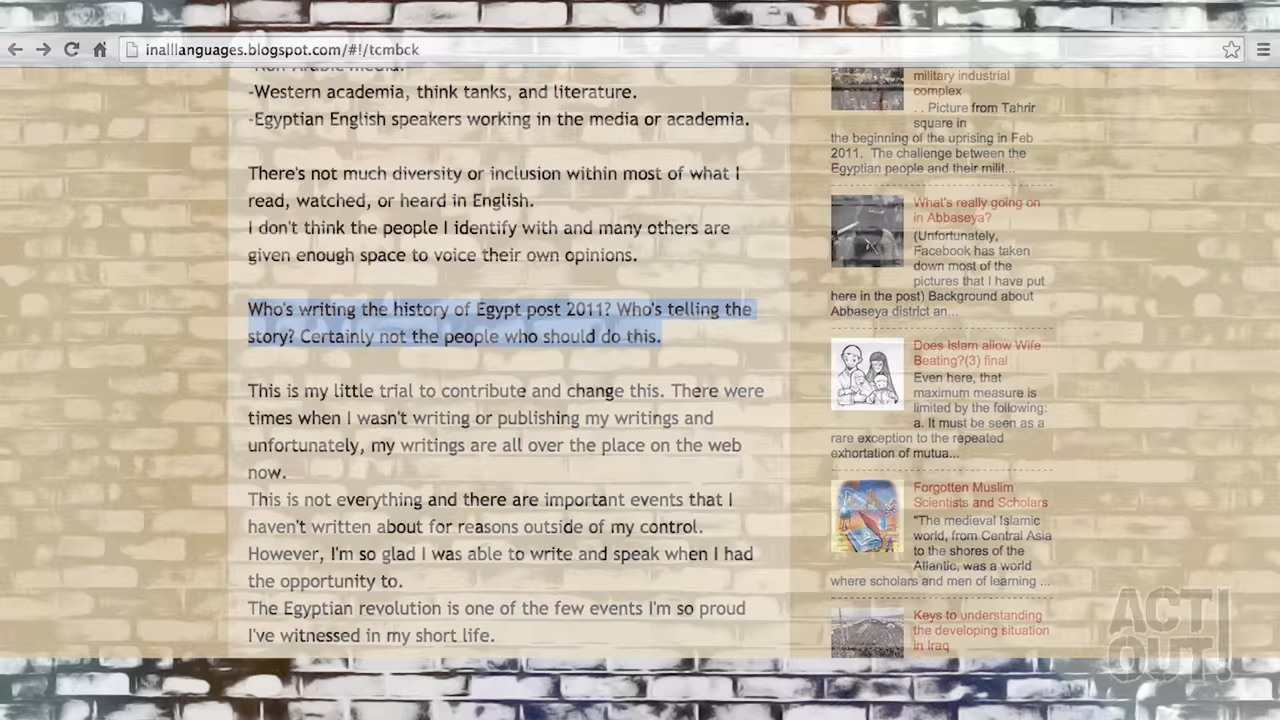 inalllanguages.blogspot.com/#!/tcmbck
-Non-Arabic media.
-Western academia, think tanks, and literature.
-Egyptian English speakers working in the media or academia.
There's not much diversity or inclusion within most of what I
read, watched, or heard in English.
I don't think the people I identify with and many others are
given enough space to voice their own opinions.
Who's writing the history of Egypt post 2011? Who's telling the
story? Certainly not the people who should do this.
This is my little trial to contribute and change this. There were
times when I wasn't writing or publishing my writings and
unfortunately, my writings are all over the place on the web
now.
This is not everything and there are important events that I
haven't written about for reasons outside of my control.
However, I'm so glad I was able to write and speak when I had
the opportunity to.
The Egyptian revolution is one of the few events I'm so proud
I've witnessed in my short life.
military industrial
complex
. . Picture from Tahrir
square in
the beginning of the uprising in Feb
2011. The challenge between the
Egyptian people and their milit...
What's really going on
in Abbaseya?
(Unfortunately,
Facebook has taken
down most of the
pictures that I have put
here in the post) Background about
Abbaseya district an...
Does Islam allow Wife
Beating?(3) final
Even here, that
maximum measure is
limited by the following:
a. It must be seen as a
rare exception to the repeated
exhortation of mutua...
Forgotten Muslim
Scientists and Scholars
"The medieval Islamic
world, from Central Asia
to the shores of the
Atlantic, was a world
where scholars and men of learning ...
Keys to understanding
the developing situation
in Iraq
ACT
OUT!